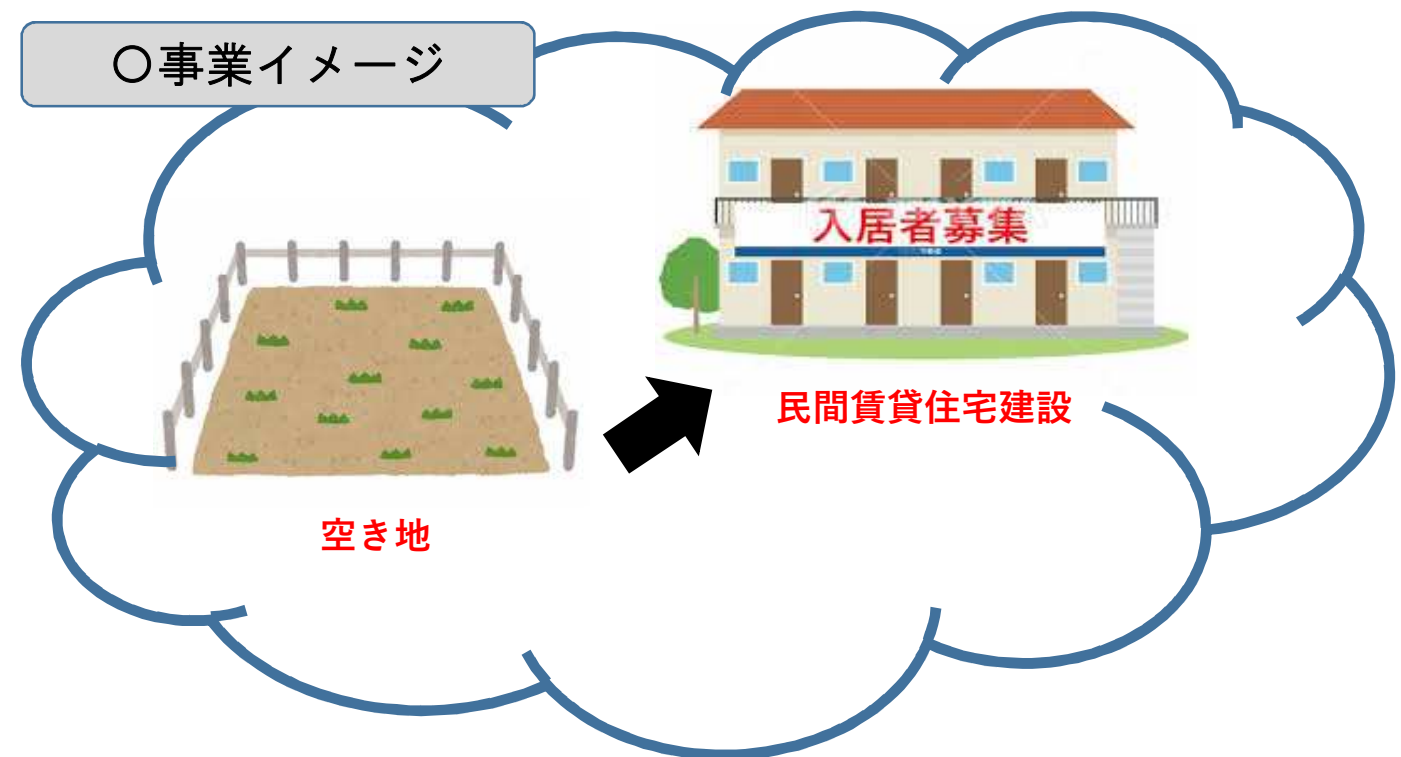 〇事業イメージ
入居者募集
民間賃貸住宅建設
空き地